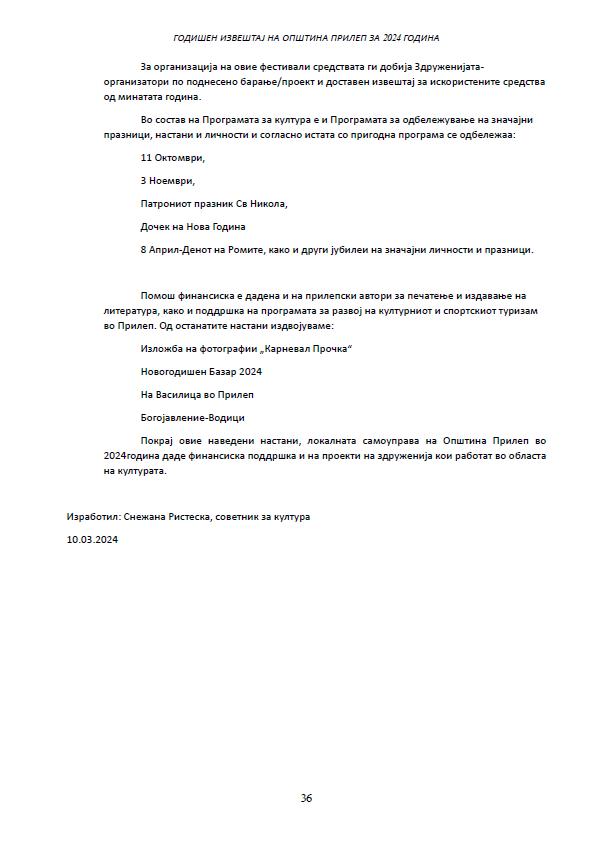 ГОДИШЕН ИЗВЕШТАЈ НА ОПШТИНА ПРИЛЕП ЗА 2024 ГОДИНА
За организација на овие фестивали средствата ги добија Здруженијата-
организатори по поднесено барање/проект и доставен извештај за искористените средства
од минатата година.
Во состав на Програмата за култура е и Програмата за одбележување на значајни
празници, настани и личности и согласно истата со пригодна програма се одбележаа:
11 Октомври,
3 Ноември,
Патрониот празник Св Никола,
Дочек на Нова Година
8 Април-Денот на Ромите, како и други јубилеи на значајни личности и празници.
Помош финансиска е дадена и на прилепски автори за печатење и издавање на
литература, како и поддршка на програмата за развој на културниот и спортскиот туризам
во Прилеп. Од останатите настани издвојуваме:
Изложба на фотографии „Карневал Прочка“
Новогодишен Базар 2024
На Василица во Прилеп
Богојавление-Водици
Покрај овие наведени настани, локалната самоуправа на Општина Прилеп во
2024година даде финансиска поддршка и на проекти на здруженија кои работат во областа
на културата.
Изработил: Снежана Ристеска, советник за култура
10.03.2024
36